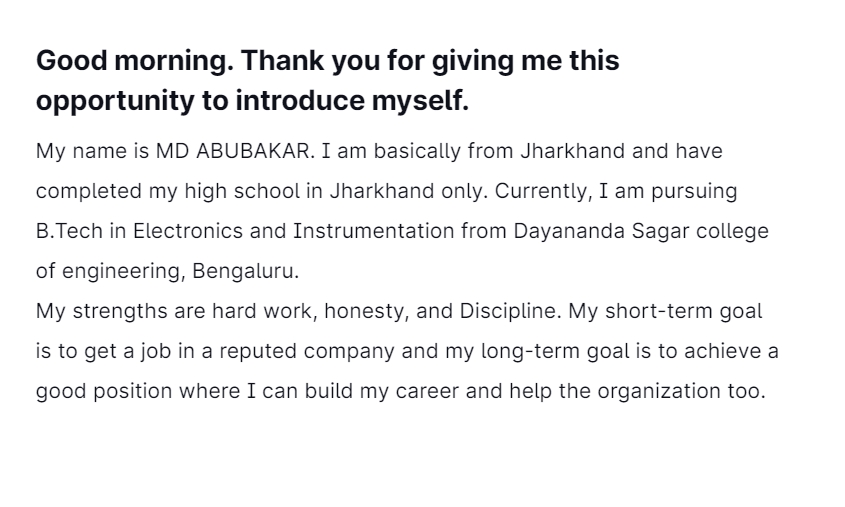 Good morning. Thank you for giving me this
opportunity to introduce myself.
My name is MD ABUBAKAR. I am basically from Jharkhand and have
completed my high school in Jharkhand only. Currently, I am pursuing
B.Tech in Electronics and Instrumentation from Dayananda Sagar college
of engineering, Bengaluru.
My strengths are hard work, honesty, and Discipline. My short-term goal
is to get a job in a reputed company and my long-term goal is to achieve a
good position where I can build my career and help the organization too.